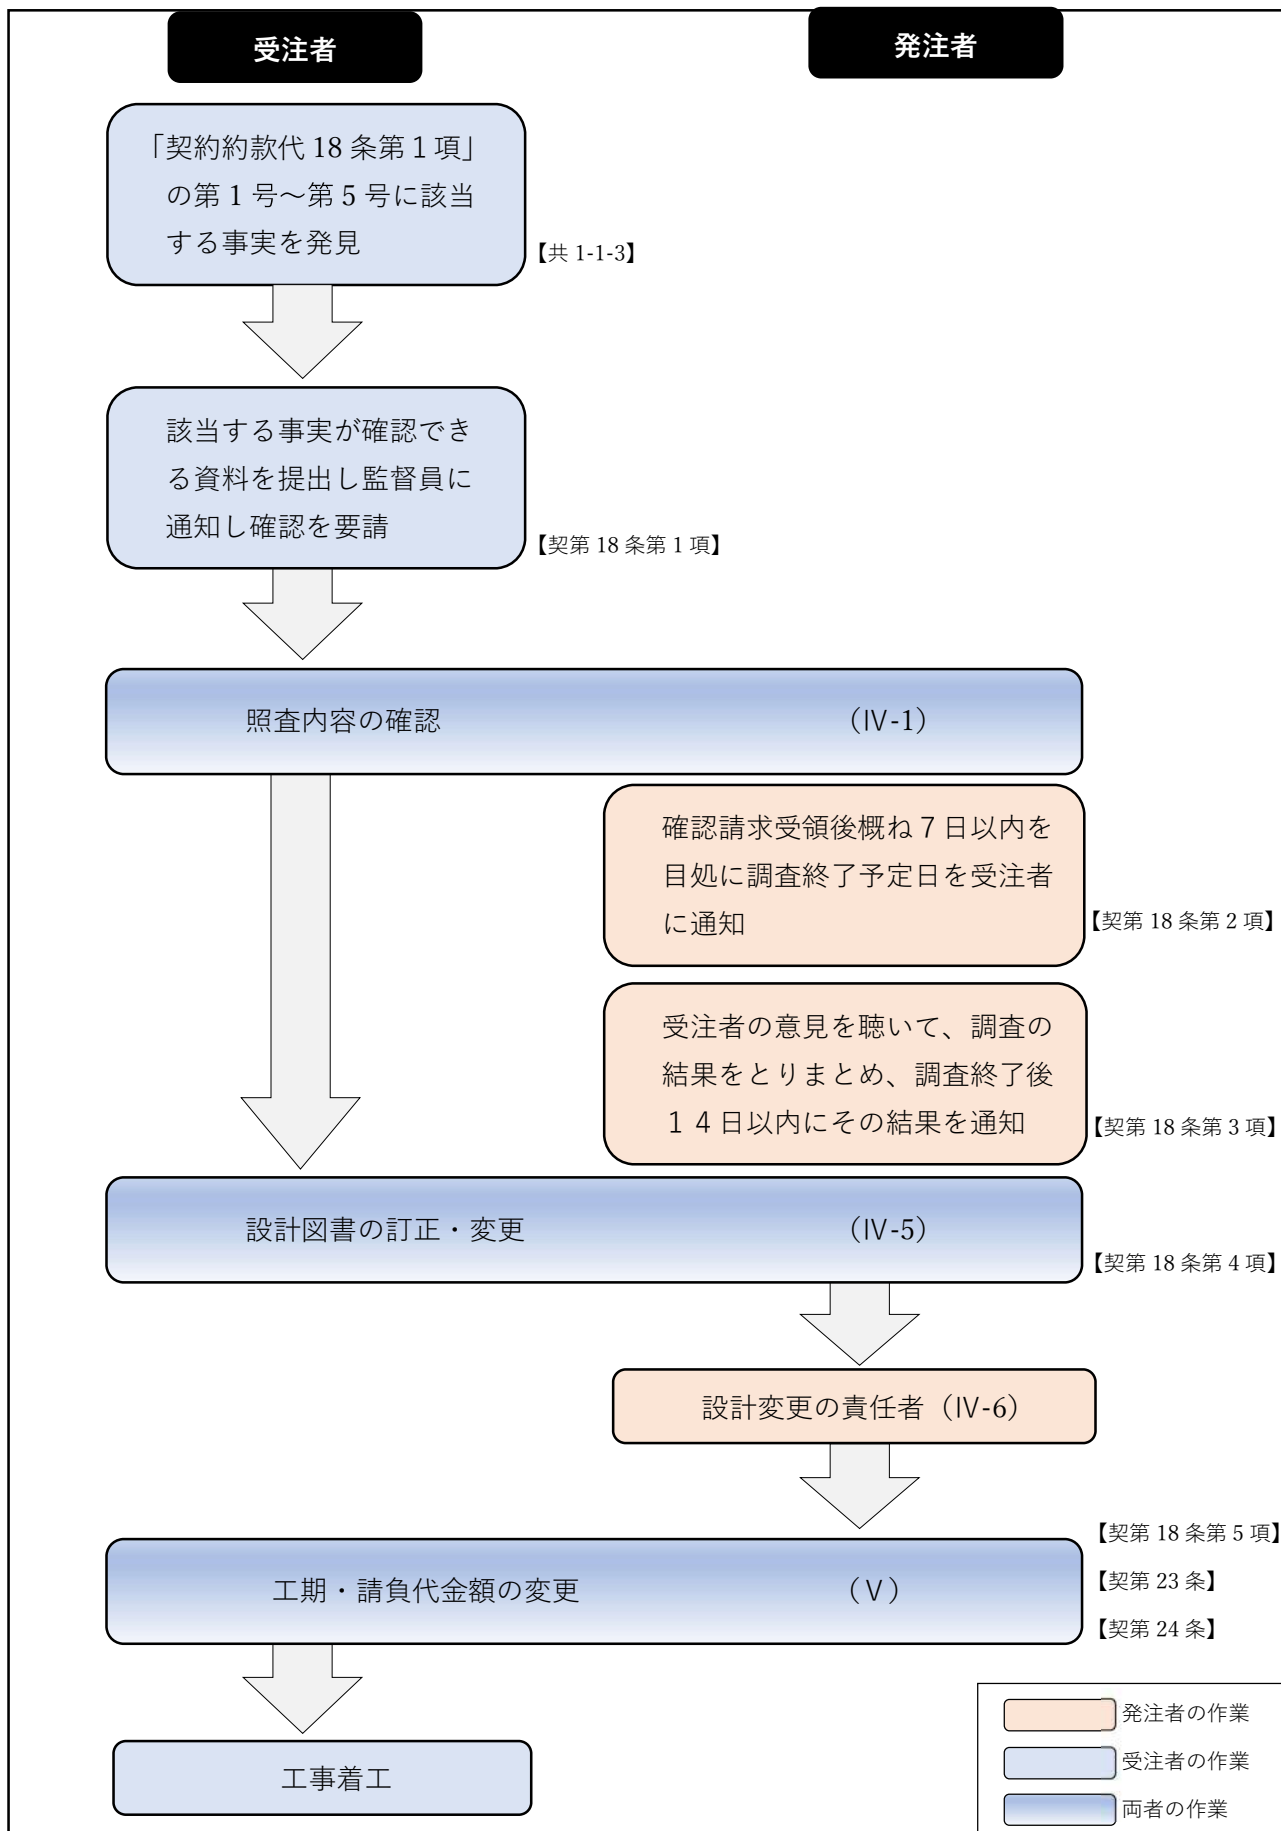 受注者
発注者
「契約約款代 18 条第１項」
の第 1 号～第 5 号に該当
する事実を発見
【共 1-1-3】
該当する事実が確認でき
る資料を提出し監督員に
通知し確認を要請
【契第 18 条第 1 項】
照査内容の確認 （Ⅳ-1）
確認請求受領後概ね７日以内を
目処に調査終了予定日を受注者
に通知
【契第 18 条第 2 項】
受注者の意見を聴いて、調査の
結果をとりまとめ、調査終了後
１４日以内にその結果を通知
【契第 18 条第 3 項】
設計図書の訂正・変更 （Ⅳ-5）
【契第 18 条第 4 項】
設計変更の責任者（Ⅳ-6）
【契第 18 条第 5 項】
工期・請負代金額の変更 （Ⅴ）
【契第 23 条】
【契第 24 条】
工事着工
発注者の作業
受注者の作業
両者の作業